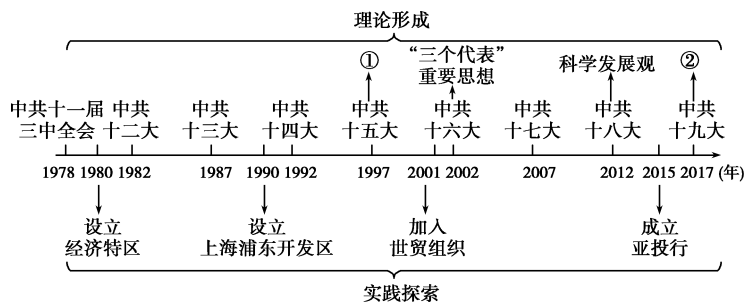 理论形成
① “三个代表” 重要思想 科学发展观 ②
中共十一届 中共 中共 中共 中共 中共 中共 中共 中共
三中全会 十二大 十三大 十四大 十五大 十六大 十七大 十八大 十九大
1978 1980 1982 1987 1990 1992 1997 2001 2002 2007 2012 2015 2017 (年)
设立 设立 加入 成立
经济特区 上海浦东开发区 世贸组织 亚投行
实践探索